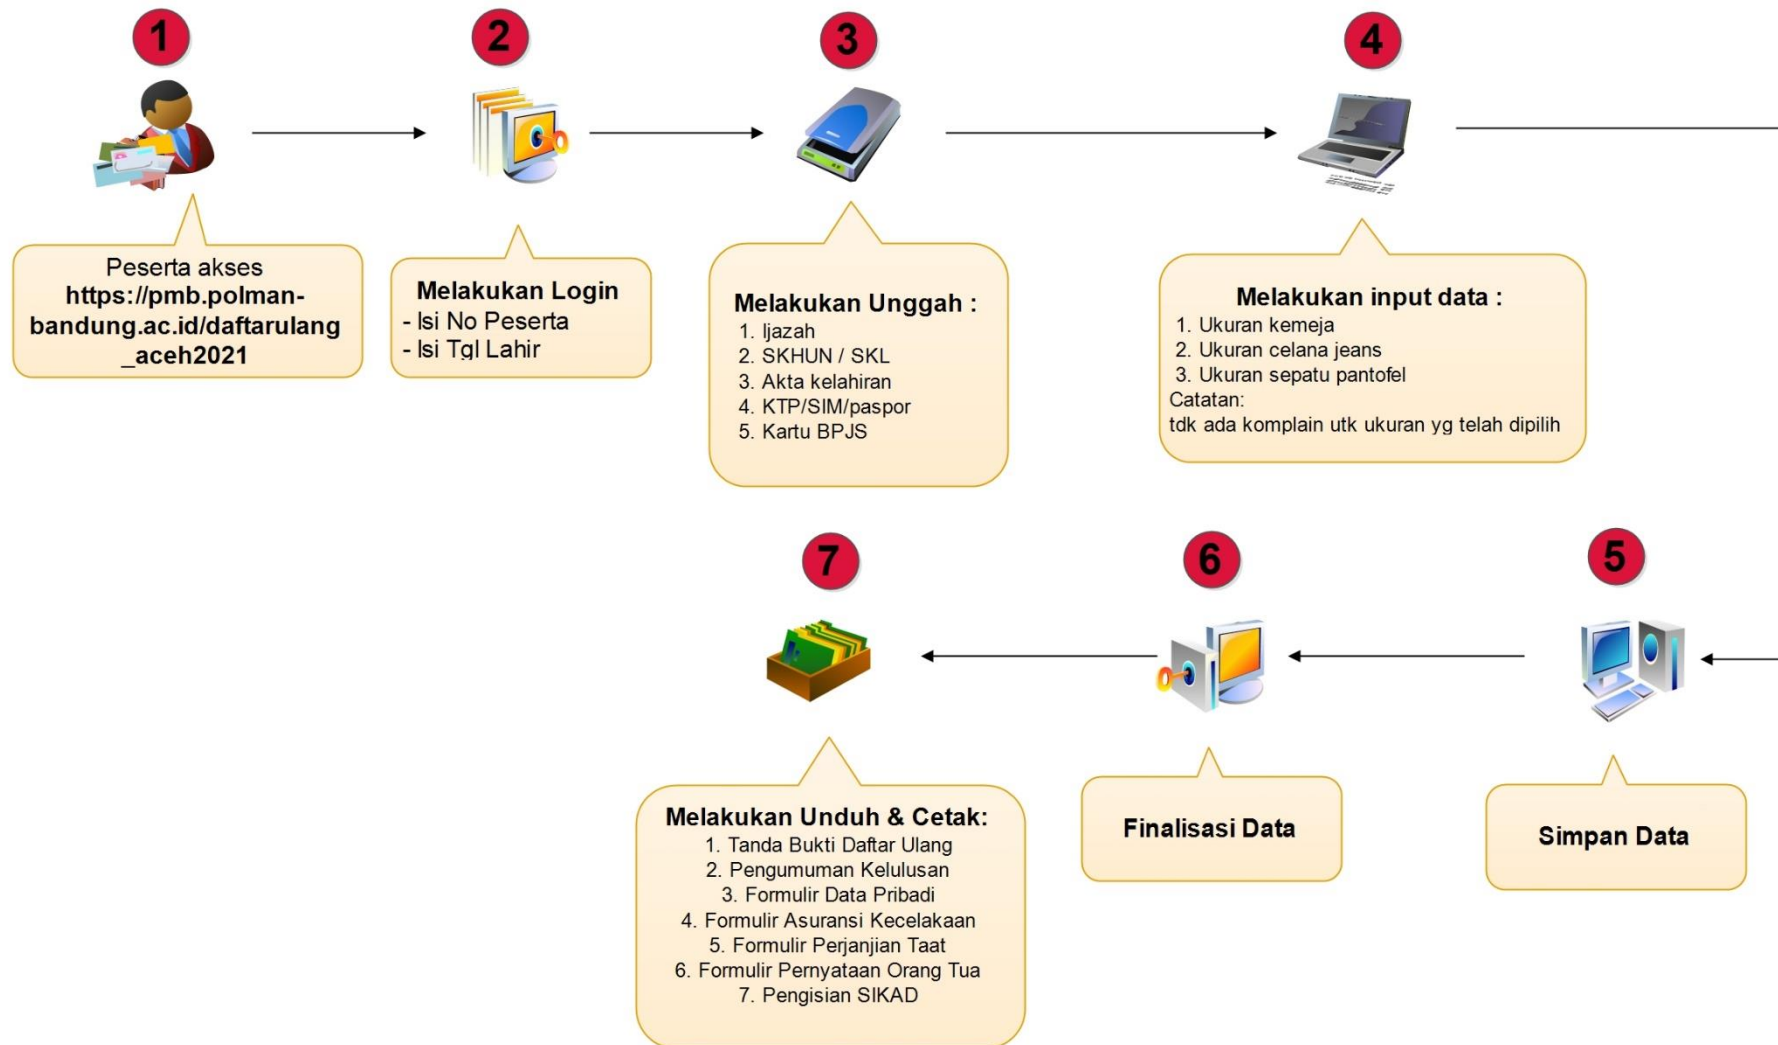 1
2
3
4
Peserta akses
https://pmb.polman-
bandung.ac.id/daftarulang
_aceh2021
Melakukan Login
- Isi No Peserta
- Isi Tgl Lahir
Melakukan Unggah :
1. Ijazah
2. SKHUN / SKL
3. Akta kelahiran
4. KTP/SIM/paspor
5. Kartu BPJS
Melakukan input data :
1. Ukuran kemeja
2. Ukuran celana jeans
3. Ukuran sepatu pantofel
Catatan:
tdk ada komplain utk ukuran yg telah dipilih
5
Simpan Data
6
Finalisasi Data
7
Melakukan Unduh & Cetak:
1. Tanda Bukti Daftar Ulang
2. Pengumuman Kelulusan
3. Formulir Data Pribadi
4. Formulir Asuransi Kecelakaan
5. Formulir Perjanjian Taat
6. Formulir Pernyataan Orang Tua
7. Pengisian SIKAD